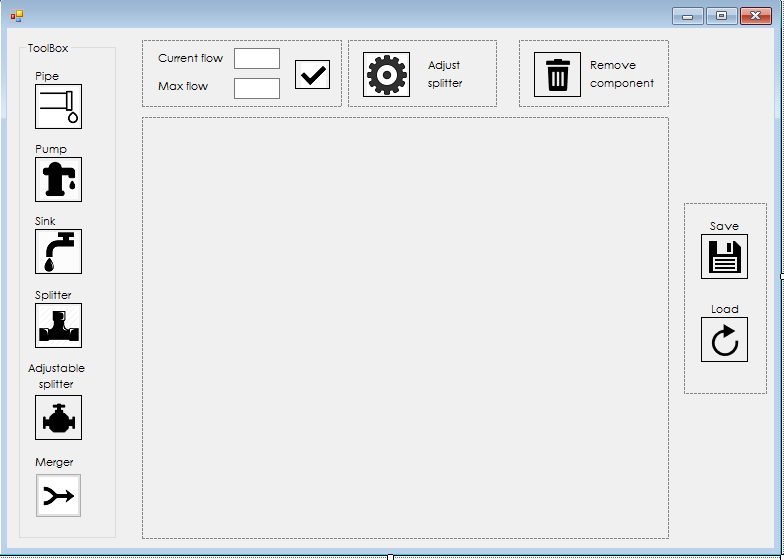 ToolBox
Pipe
Pump
Sink
Splitter
Adjustable
splitter
Merger
Current flow
Max flow
Adjust
splitter
Remove
component
Save
Load